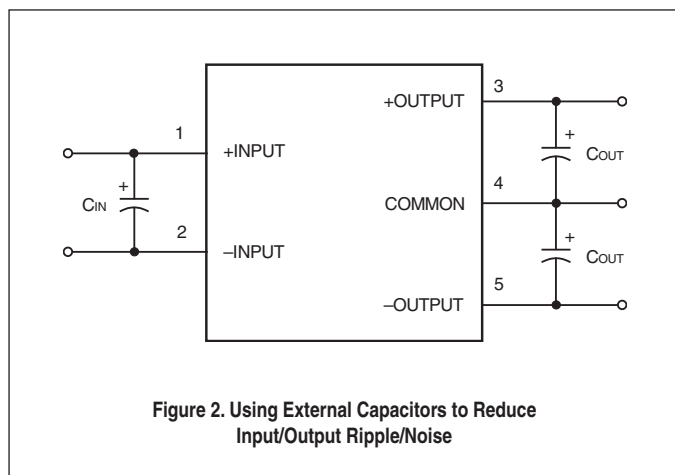 3
+OUTPUT
1
+
COUT
+INPUT
4
+
CIN
COMMON
2
+
COUT
–INPUT
5
–OUTPUT
Figure 2. Using External Capacitors to Reduce
Input/Output Ripple/Noise